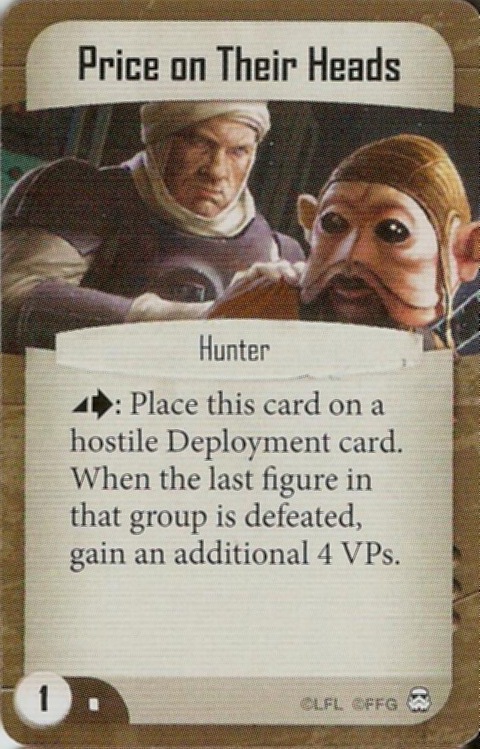 Price on Their Heads
Hunter
: Place this card on a
hostile Deployment card.
When the last figure in
that group is defeated,
gain an additional 4 VPs.
1
©LFL ©FFG